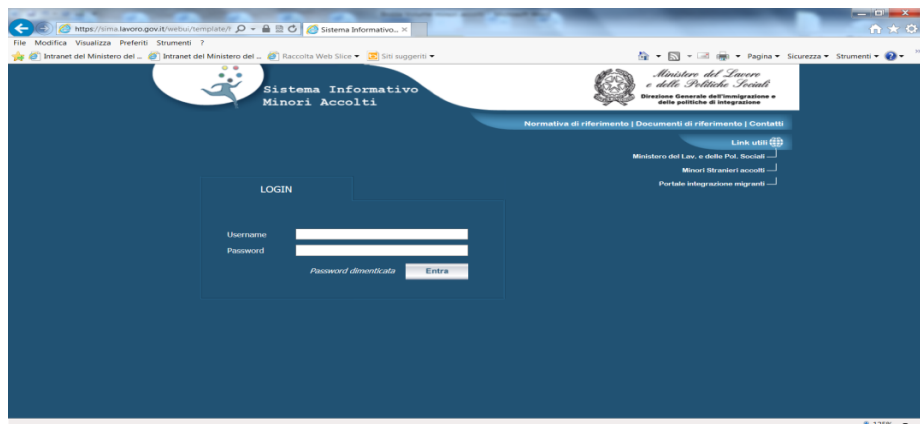 https://sima.lavoro.gov.it/webui/template/f
Sistema Informativo...
File Modifica Visualizza Preferiti Strumenti ?
Intranet del Ministero del ... Intranet del Ministero del ... Raccolta Web Slice Siti suggeriti Pagina Sicurezza Strumenti
Sistema Informativo
Minori Accolti
Ministero del Lavoro
e delle Politiche Sociali
Direzione Generale dell'immigrazione e
delle politiche di integrazione
Normativa di riferimento | Documenti di riferimento | Contatti
Link utili
Ministero del Lav. e delle Pol. Sociali
Minori Stranieri accolti
Portale integrazione migranti
LOGIN
Username
Password
Password dimenticata Entra